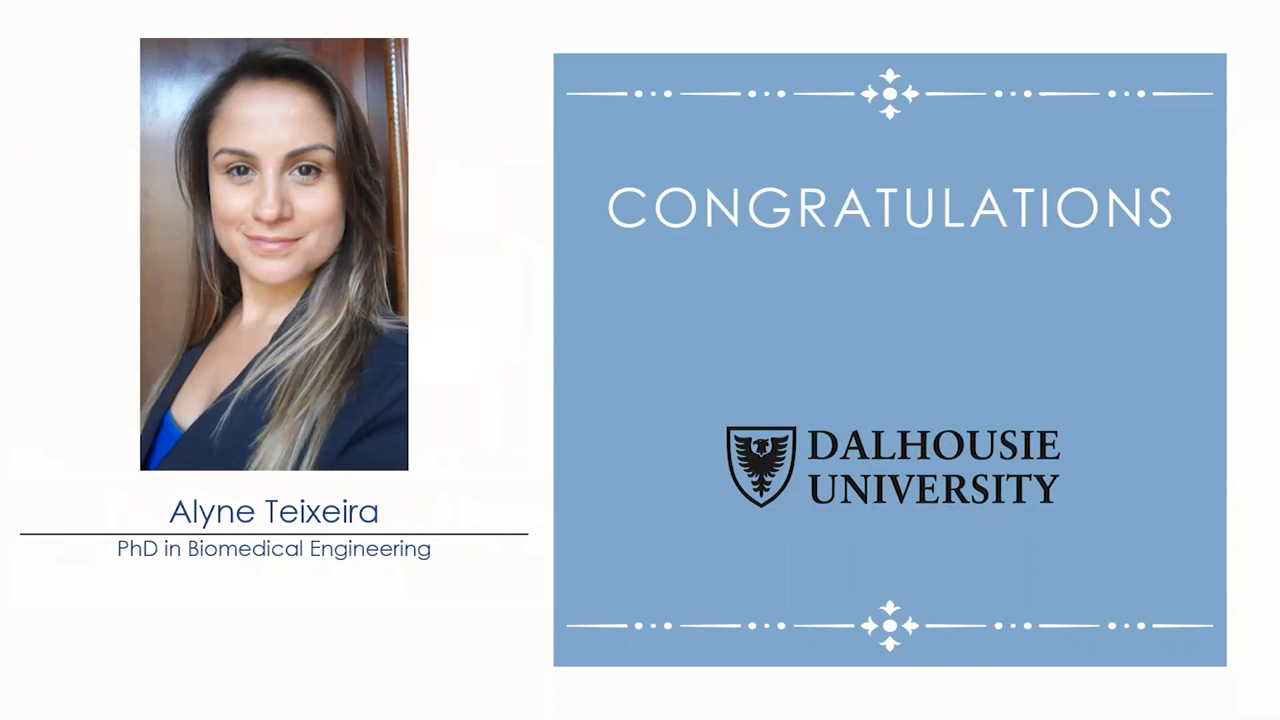 Alyne Teixeira
PhD in Biomedical Engineering
CONGRATULATIONS
DALHOUSIE
UNIVERSITY